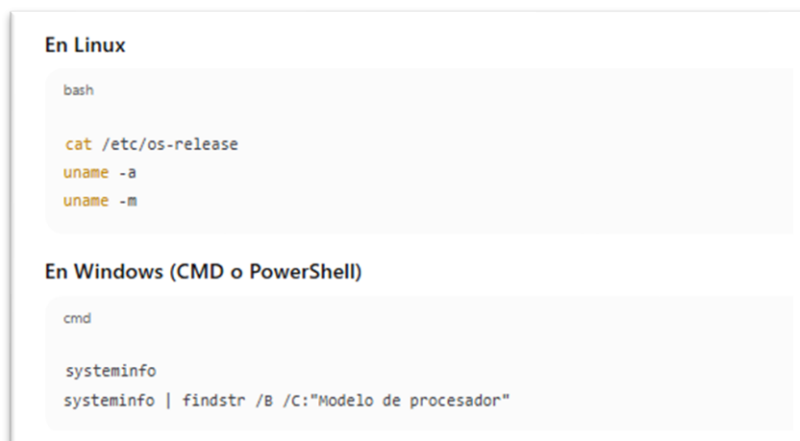 En Linux
bash
cat /etc/os-release
uname -a
uname -m
En Windows (CMD o PowerShell)
cmd
systeminfo
systeminfo | findstr /B /C:"Modelo de procesador"